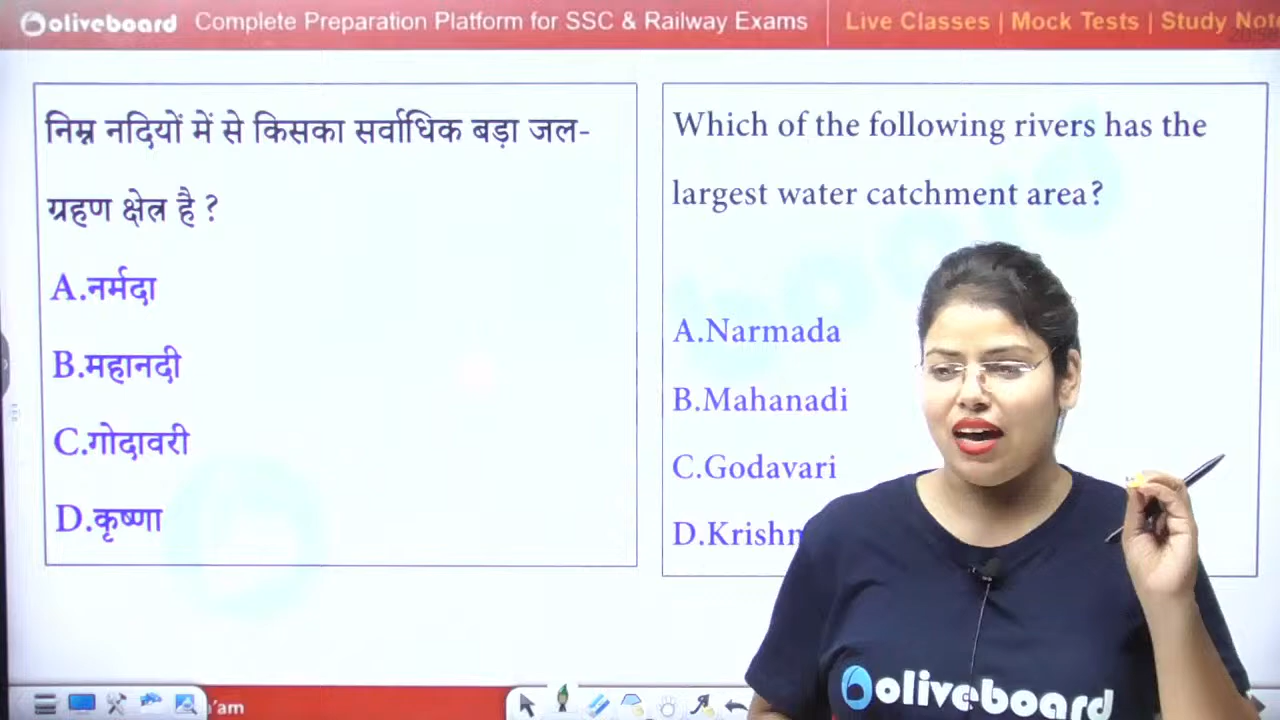 oliveboard Complete Preparation Platform for SSC & Railway Exams Live Classes | Mock Tests | Study
निम्न नदियों में से किसका सर्वाधिक बड़ा जल-
ग्रहण क्षेत्र है ?
A.नर्मदा
B.महानदी
C.गोदावरी
D.कृष्णा
Which of the following rivers has the
largest water catchment area?
A.Narmada
B.Mahanadi
C.Godavari
D.Krishn
oliveboard
'am